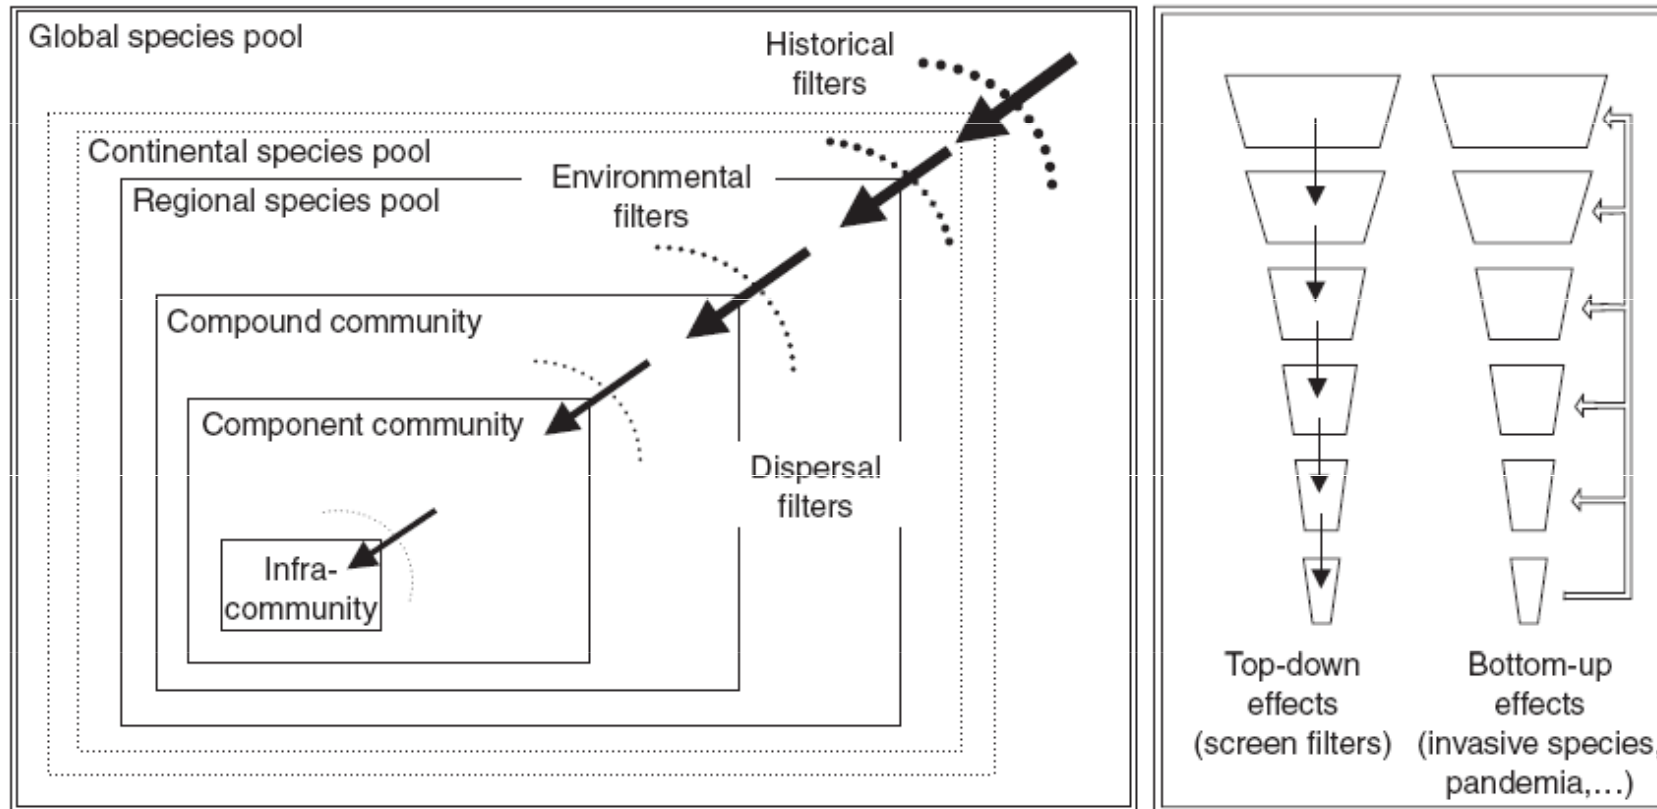 Global species pool
Historical
filters
Continental species pool
Environmental
filters
Regional species pool
Compound community
Component community
Dispersal
filters
Infra-
community
Top-down
effects
(screen filters)
Bottom-up
effects
(invasive species,
pandemia,...)